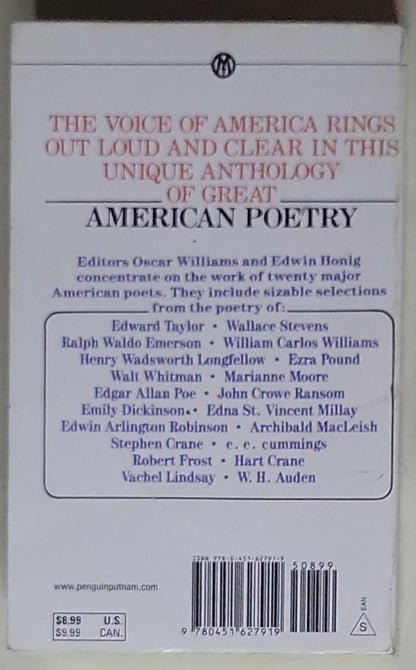 M
THE VOICE OF AMERICA RINGS
OUT LOUD AND CLEAR IN THIS
UNIQUE ANTHOLOGY
OF GREAT
AMERICAN POETRY
Editors Oscar Williams and Edwin Honig
concentrate on the work of twenty major
American poets. They include sizable selections
from the poetry of:
Edward Taylor • Wallace Stevens
Ralph Waldo Emerson • William Carlos Williams
Henry Wadsworth Longfellow • Ezra Pound
Walt Whitman • Marianne Moore
Edgar Allan Poe • John Crowe Ransom
Emily Dickinson • Edna St. Vincent Millay
Edwin Arlington Robinson • Archibald MacLeish
Stephen Crane • e. e. cummings
Robert Frost • Hart Crane
Vachel Lindsay • W. H. Auden
ISBN 978-0-451-62791-9
50899
www.penguinputnam.com
$8.99 U.S.
$9.99 CAN.
9 780451 627919
S
EAN